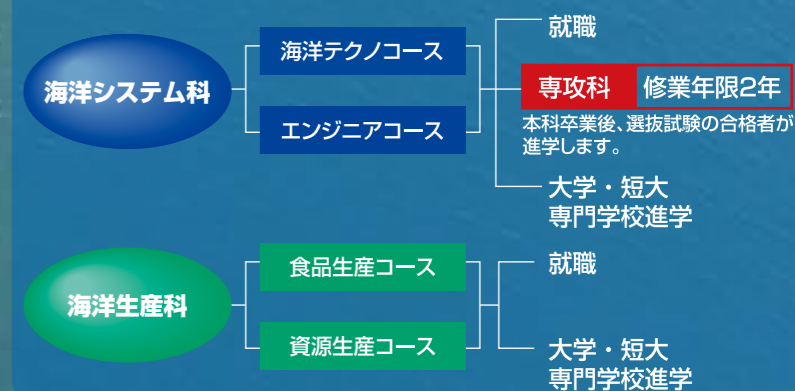 海洋システム科
海洋テクノコース
エンジニアコース
就職
専攻科 修業年限2年
本科卒業後、選抜試験の合格者が
進学します。
大学・短大
専門学校進学
海洋生産科
食品生産コース
資源生産コース
就職
大学・短大
専門学校進学